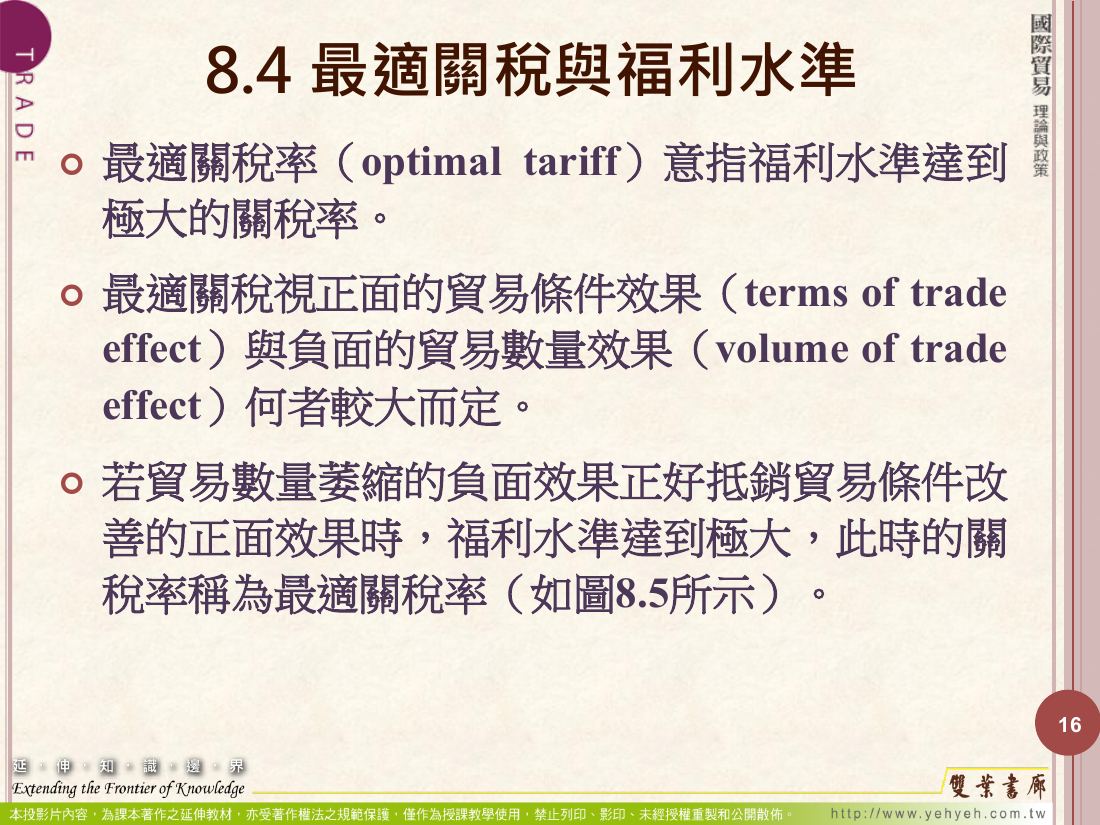 TRADE
國際貿易 理論與政策
8.4 最適關稅與福利水準
最適關稅率（optimal tariff）意指福利水準達到
極大的關稅率。
最適關稅視正面的貿易條件效果（terms of trade
effect）與負面的貿易數量效果（volume of trade
effect）何者較大而定。
若貿易數量萎縮的負面效果正好抵銷貿易條件改
善的正面效果時，福利水準達到極大，此時的關
稅率稱為最適關稅率（如圖8.5所示）。
16
延・伸・知・識・邊・界
Extending the Frontier of Knowledge
雙葉書廊
本投影片內容，為課本著作之延伸教材，亦受著作權法之規範保護，僅作為授課教學使用，禁止列印、影印、未經授權重製和公開散佈。
http://www.yehyeh.com.tw